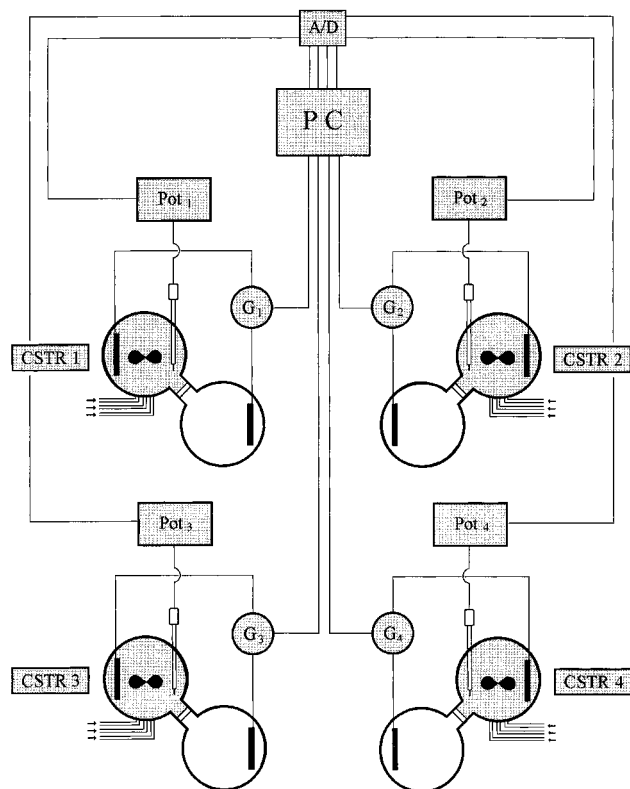 A/D
P C
Pot 1
Pot 2
G1
G2
CSTR 1
CSTR 2
Pot 3
Pot 4
G3
G4
CSTR 3
CSTR 4